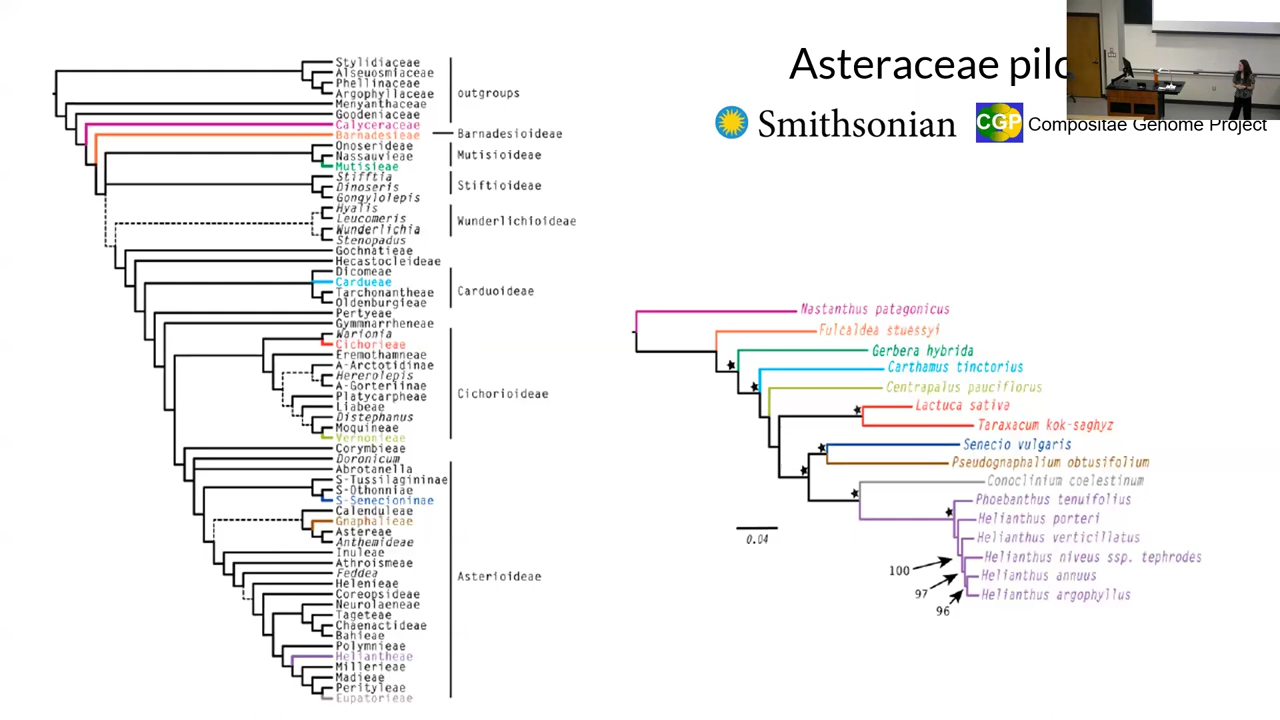 Asteraceae pilo
Smithsonian
CGP Compositae Genome Project
Stylidiaceae
Alseuosmiaceae
Phellinaceae
Argophyllaceae
outgroups
Menyanthaceae
Goodeniaceae
Calyceraceae
Barnadesieae
Barnadesioideae
Onoserideae
Nassauvieae
Mutisieae
Mutisioideae
Stifftia
Dinoseris
Gongylolepis
Stiftioideae
Hyalis
Leucomeris
Wunderlichia
Stenopadus
Wunderlichioideae
Gochnatieae
Hecastocleideae
Dicomeae
Cardueae
Tarchonantheae
Oldenburgieae
Carduoideae
Pertyeae
Gymnarrheneae
Warionia
Cichorieae
Eremothamneae
A-Arctotidinae
Hererolepis
A-Gorteriinae
Platycarpheae
Liabeae
Distephanus
Moquineae
Vernonieae
Cichorioideae
Corymbieae
Doronicum
Abrotanella
S-Tussilagininae
S-Othonniae
S-Senecioninae
Calenduleae
Gnaphalieae
Astereae
Anthemideae
Inuleae
Athroismeae
Feddea
Helenieae
Coreopsideae
Neurolaeneae
Tageteae
Chaenactideae
Bahieae
Polymnieae
Heliantheae
Millerieae
Madieae
Perityleae
Eupatorieae
Asterioideae
Nastanthus patagonicus
Fulcaldea stuessyi
Gerbera hybrida
Carthamus tinctorius
Centrapalus pauciflorus
Lactuca sativa
Taraxacum kok-saghyz
Senecio vulgaris
Pseudognaphalium obtusifolium
Conoclinium coelestinum
Phoebanthus tenuifolius
Helianthus porteri
Helianthus verticillatus
Helianthus niveus ssp. tephrodes
Helianthus annuus
Helianthus argophyllus
0.04
100
97
96